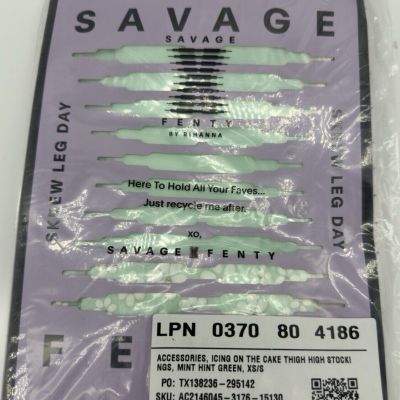 SAVAGE
SAVAGE
X
FENTY
BY RIHANNA
SKREW LEG DAY
SKREW LEG DAY
Here To Hold All Your Faves...
Just recycle me after.
xo,
SAVAGE X FENTY
F E
LPN 0370 80 4186
ACCESSORIES, ICING ON THE CAKE THIGH HIGH STOCKI
NGS, MINT HINT GREEN, XS/S
PO: TX138236-295142
SKU: AC2146045-3176-15130